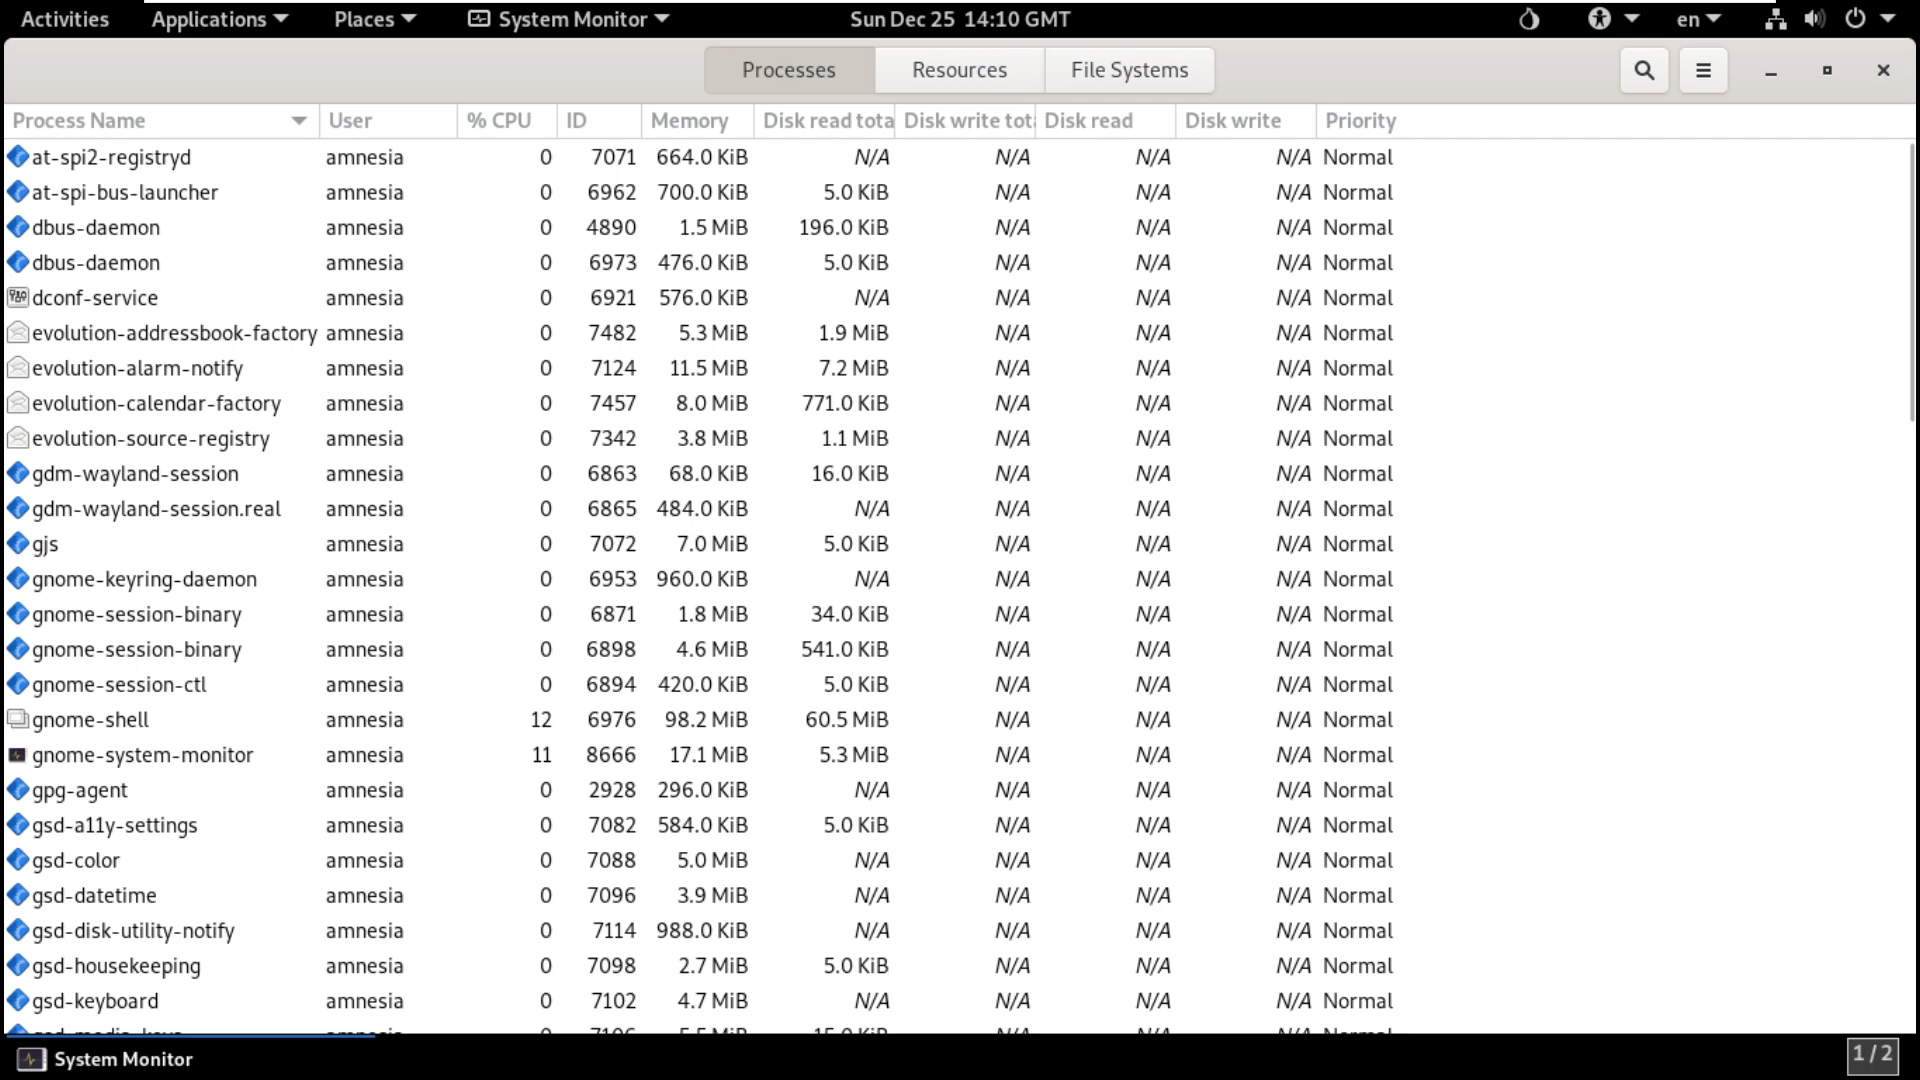 Activities Applications Places System Monitor Sun Dec 25 14:10 GMT en
Processes Resources File Systems
Process Name User % CPU ID Memory Disk read tota Disk write tot Disk read Disk write Priority
at-spi2-registryd amnesia 0 7071 664.0 KiB N/A N/A N/A N/A Normal
at-spi-bus-launcher amnesia 0 6962 700.0 KiB 5.0 KiB N/A N/A N/A Normal
dbus-daemon amnesia 0 4890 1.5 MiB 196.0 KiB N/A N/A N/A Normal
dbus-daemon amnesia 0 6973 476.0 KiB 5.0 KiB N/A N/A N/A Normal
dconf-service amnesia 0 6921 576.0 KiB N/A N/A N/A N/A Normal
evolution-addressbook-factory amnesia 0 7482 5.3 MiB 1.9 MiB N/A N/A N/A Normal
evolution-alarm-notify amnesia 0 7124 11.5 MiB 7.2 MiB N/A N/A N/A Normal
evolution-calendar-factory amnesia 0 7457 8.0 MiB 771.0 KiB N/A N/A N/A Normal
evolution-source-registry amnesia 0 7342 3.8 MiB 1.1 MiB N/A N/A N/A Normal
gdm-wayland-session amnesia 0 6863 68.0 KiB 16.0 KiB N/A N/A N/A Normal
gdm-wayland-session.real amnesia 0 6865 484.0 KiB N/A N/A N/A N/A Normal
gjs amnesia 0 7072 7.0 MiB 5.0 KiB N/A N/A N/A Normal
gnome-keyring-daemon amnesia 0 6953 960.0 KiB N/A N/A N/A N/A Normal
gnome-session-binary amnesia 0 6871 1.8 MiB 34.0 KiB N/A N/A N/A Normal
gnome-session-binary amnesia 0 6898 4.6 MiB 541.0 KiB N/A N/A N/A Normal
gnome-session-ctl amnesia 0 6894 420.0 KiB 5.0 KiB N/A N/A N/A Normal
gnome-shell amnesia 12 6976 98.2 MiB 60.5 MiB N/A N/A N/A Normal
gnome-system-monitor amnesia 11 8666 17.1 MiB 5.3 MiB N/A N/A N/A Normal
gpg-agent amnesia 0 2928 296.0 KiB N/A N/A N/A N/A Normal
gsd-a11y-settings amnesia 0 7082 584.0 KiB 5.0 KiB N/A N/A N/A Normal
gsd-color amnesia 0 7088 5.0 MiB N/A N/A N/A N/A Normal
gsd-datetime amnesia 0 7096 3.9 MiB N/A N/A N/A N/A Normal
gsd-disk-utility-notify amnesia 0 7114 988.0 KiB N/A N/A N/A N/A Normal
gsd-housekeeping amnesia 0 7098 2.7 MiB 5.0 KiB N/A N/A N/A Normal
gsd-keyboard amnesia 0 7102 4.7 MiB N/A N/A N/A N/A Normal
System Monitor 1 / 2